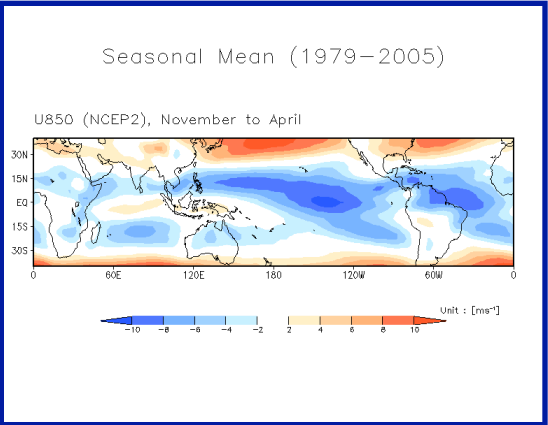 Seasonal Mean (1979-2005)
U850 (NCEP2), November to April
30N
15N
EQ
15S
30S
0 60E 120E 180 120W 60W 0
Unit : [ms⁻¹]
-10 -8 -6 -4 -2 2 4 6 8 10